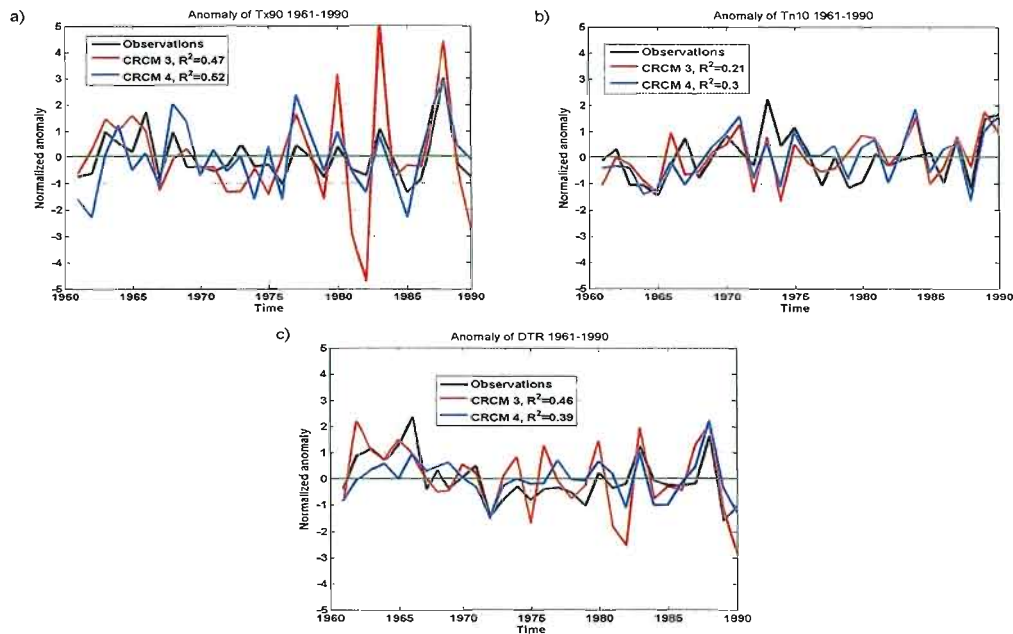 a)
Anomaly of Tx90 1961-1990
Observations
CRCM 3, R²=0.47
CRCM 4, R²=0.52
Normalized anomaly
5
4
3
2
1
0
-1
-2
-3
-4
-5
1960 1965 1970 1975 1980 1985 1990
Time
b)
Anomaly of Tn10 1961-1990
Observations
CRCM 3, R²=0.21
CRCM 4, R²=0.3
Normalized anomaly
5
4
3
2
1
0
-1
-2
-3
-4
-5
1960 1965 1970 1975 1980 1985 1990
Time
c)
Anomaly of DTR 1961-1990
Observations
CRCM 3, R²=0.46
CRCM 4, R²=0.39
Normalized anomaly
5
4
3
2
1
0
-1
-2
-3
-4
-5
1960 1965 1970 1975 1980 1985 1990
Time